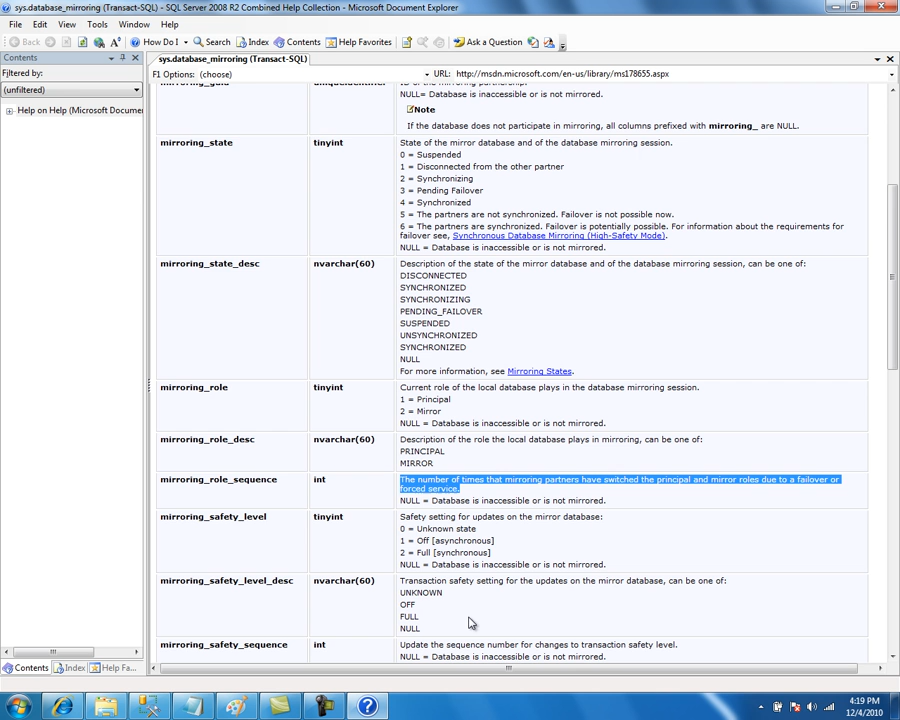 sys.database_mirroring (Transact-SQL) - SQL Server 2008 R2 Combined Help Collection - Microsoft Document Explorer
File Edit View Tools Window Help
Back How Do I Search Index Contents Help Favorites Ask a Question
Contents
Filtered by:
(unfiltered)
Help on Help (Microsoft Docume
Contents Index Help Fa...
sys.database_mirroring (Transact-SQL)
F1 Options: (choose) URL: http://msdn.microsoft.com/en-us/library/ms178655.aspx
NULL= Database is inaccessible or is not mirrored.
Note
If the database does not participate in mirroring, all columns prefixed with mirroring_ are NULL.
mirroring_state tinyint State of the mirror database and of the database mirroring session.
0 = Suspended
1 = Disconnected from the other partner
2 = Synchronizing
3 = Pending Failover
4 = Synchronized
5 = The partners are not synchronized. Failover is not possible now.
6 = The partners are synchronized. Failover is potentially possible. For information about the requirements for
failover see, Synchronous Database Mirroring (High-Safety Mode).
NULL = Database is inaccessible or is not mirrored.
mirroring_state_desc nvarchar(60) Description of the state of the mirror database and of the database mirroring session, can be one of:
DISCONNECTED
SYNCHRONIZED
SYNCHRONIZING
PENDING_FAILOVER
SUSPENDED
UNSYNCHRONIZED
SYNCHRONIZED
NULL
For more information, see Mirroring States.
mirroring_role tinyint Current role of the local database plays in the database mirroring session.
1 = Principal
2 = Mirror
NULL = Database is inaccessible or is not mirrored.
mirroring_role_desc nvarchar(60) Description of the role the local database plays in mirroring, can be one of:
PRINCIPAL
MIRROR
mirroring_role_sequence int The number of times that mirroring partners have switched the principal and mirror roles due to a failover or
forced service.
NULL = Database is inaccessible or is not mirrored.
mirroring_safety_level tinyint Safety setting for updates on the mirror database:
0 = Unknown state
1 = Off [asynchronous]
2 = Full [synchronous]
NULL = Database is inaccessible or is not mirrored.
mirroring_safety_level_desc nvarchar(60) Transaction safety setting for the updates on the mirror database, can be one of:
UNKNOWN
OFF
FULL
NULL
mirroring_safety_sequence int Update the sequence number for changes to transaction safety level.
NULL = Database is inaccessible or is not mirrored.
4:19 PM
12/4/2010